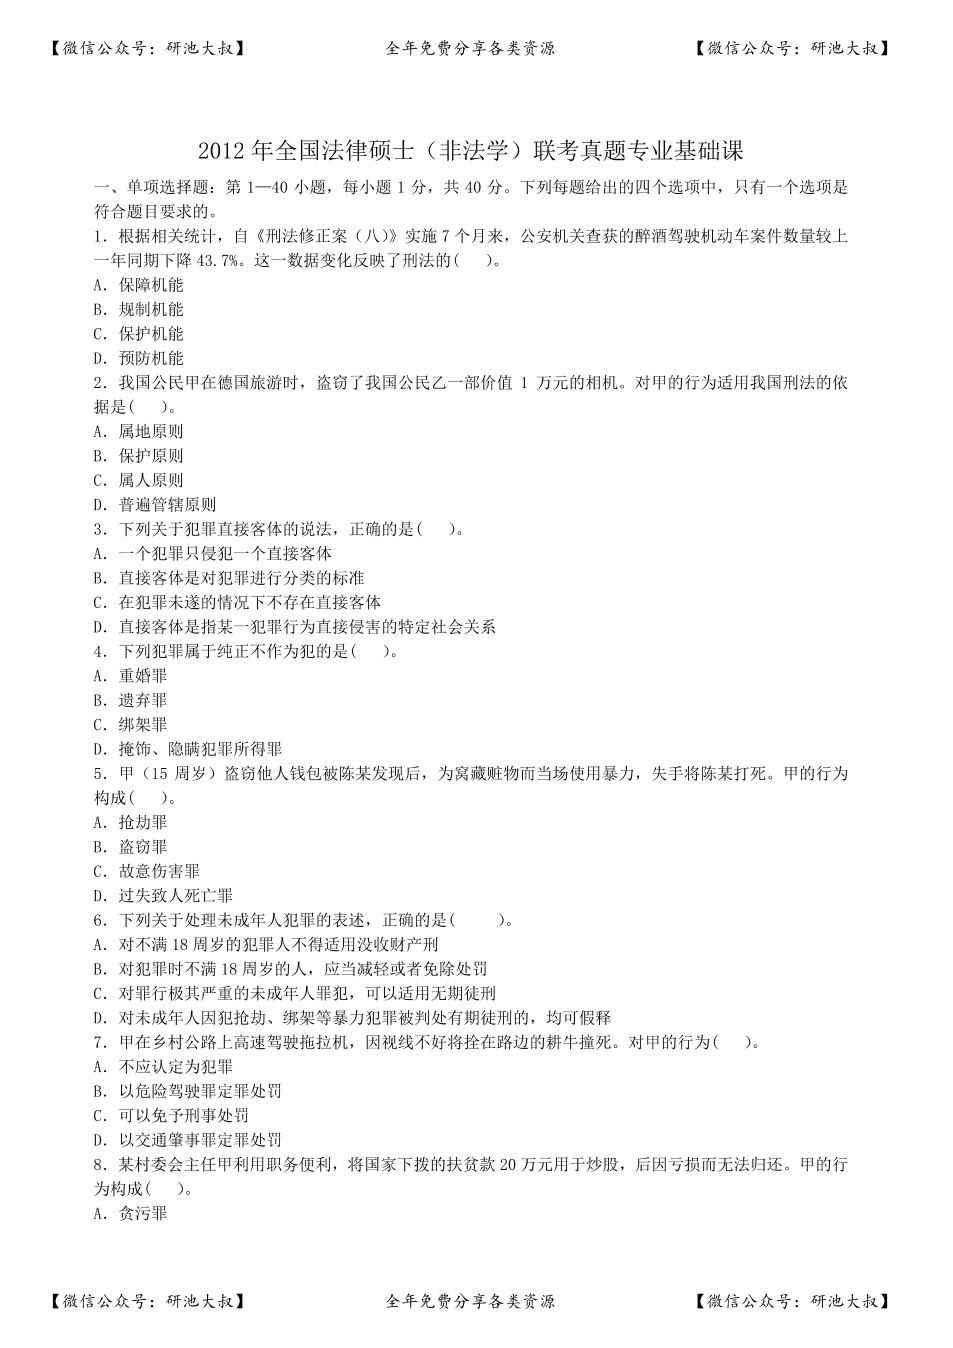 【微信公众号：研池大叔】 全年免费分享各类资源 【微信公众号：研池大叔】
2012 年全国法律硕士（非法学）联考真题专业基础课
一、单项选择题：第 1—40 小题，每小题 1 分，共 40 分。下列每题给出的四个选项中，只有一个选项是
符合题目要求的。
1．根据相关统计，自《刑法修正案（八）》实施 7 个月来，公安机关查获的醉酒驾驶机动车案件数量较上
一年同期下降 43.7%。这一数据变化反映了刑法的(　　)。
A．保障机能
B．规制机能
C．保护机能
D．预防机能
2．我国公民甲在德国旅游时，盗窃了我国公民乙一部价值 1 万元的相机。对甲的行为适用我国刑法的依
据是(　　)。
A．属地原则
B．保护原则
C．属人原则
D．普遍管辖原则
3．下列关于犯罪直接客体的说法，正确的是(　　)。
A．一个犯罪只侵犯一个直接客体
B．直接客体是对犯罪进行分类的标准
C．在犯罪未遂的情况下不存在直接客体
D．直接客体是指某一犯罪行为直接侵害的特定社会关系
4．下列犯罪属于纯正不作为犯的是(　　)。
A．重婚罪
B．遗弃罪
C．绑架罪
D．掩饰、隐瞒犯罪所得罪
5．甲（15 周岁）盗窃他人钱包被陈某发现后，为窝藏赃物而当场使用暴力，失手将陈某打死。甲的行为
构成(　　)。
A．抢劫罪
B．盗窃罪
C．故意伤害罪
D．过失致人死亡罪
6．下列关于处理未成年人犯罪的表述，正确的是(　　　)。
A．对不满 18 周岁的犯罪人不得适用没收财产刑
B．对犯罪时不满 18 周岁的人，应当减轻或者免除处罚
C．对罪行极其严重的未成年人罪犯，可以适用无期徒刑
D．对未成年人因犯抢劫、绑架等暴力犯罪被判处有期徒刑的，均可假释
7．甲在乡村公路上高速驾驶拖拉机，因视线不好将拴在路边的耕牛撞死。对甲的行为(　　)。
A．不应认定为犯罪
B．以危险驾驶罪定罪处罚
C．可以免予刑事处罚
D．以交通肇事罪定罪处罚
8．某村委会主任甲利用职务便利，将国家下拨的扶贫款 20 万元用于炒股，后因亏损而无法归还。甲的行
为构成(　　)。
A．贪污罪
【微信公众号：研池大叔】 全年免费分享各类资源 【微信公众号：研池大叔】